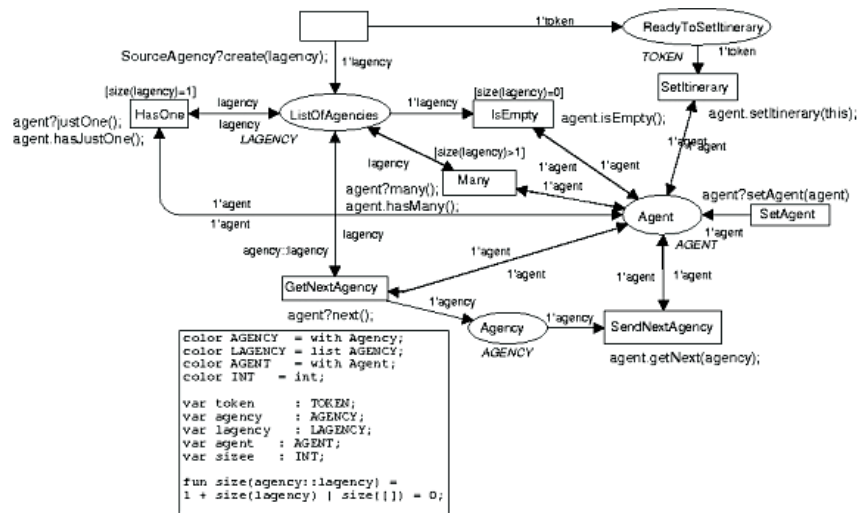 1'token
ReadyToSetItinerary
TOKEN
1'token
SourceAgency?create(lagency);
1'lagency
[size(lagency)=1]
[size(lagency)=0]
SetItinerary
HasOne
lagency
lagency
ListOfAgencies
LAGENCY
1'lagency
IsEmpty
agent.isEmpty();
agent.setItinerary(this);
agent?justOne();
agent.hasJustOne();
1'agent
1'agent
[size(lagency)>1]
lagency
Many
1'agent
1'agent
agent?many();
agent.hasMany();
1'agent
1'agent
1'agent
1'agent
Agent
AGENT
agent?setAgent(agent)
SetAgent
1'agent
lagency
agency::lagency
1'agent
1'agent
1'agent
1'agent
GetNextAgency
agent?next();
1'agency
Agency
AGENCY
1'agency
SendNextAgency
agent.getNext(agency);
color AGENCY = with Agency;
color LAGENCY = list AGENCY;
color AGENT = with Agent;
color INT = int;
var token : TOKEN;
var agency : AGENCY;
var lagency : LAGENCY;
var agent : AGENT;
var sizee : INT;
fun size(agency::lagency) =
1 + size(lagency) | size([]) = 0;